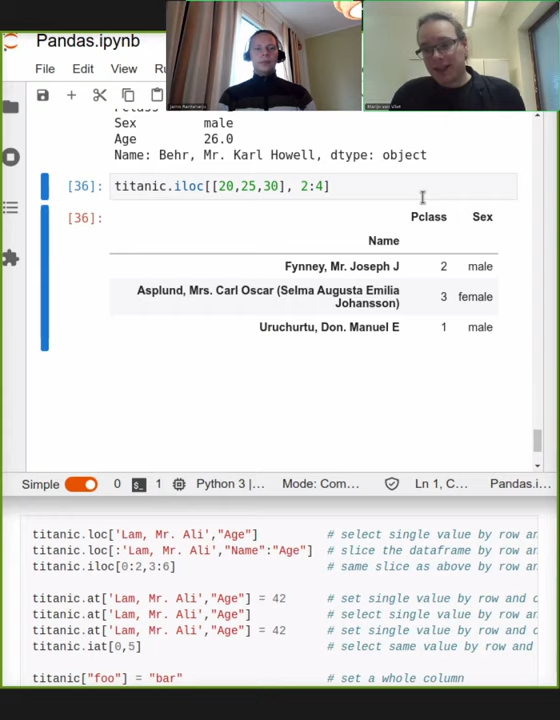 Pandas.ipynb
File Edit View
Sex male
Age 26.0
Name: Behr, Mr. Karl Howell, dtype: object
[36]: titanic.iloc[[20,25,30], 2:4]
[36]: Pclass Sex
Name
Fynney, Mr. Joseph J 2 male
Asplund, Mrs. Carl Oscar (Selma Augusta Emilia
Johansson) 3 female
Uruchurtu, Don. Manuel E 1 male
Simple 0 1 Python 3 |... Mode: Com... Ln 1, C... Pandas.i...
titanic.loc['Lam, Mr. Ali',"Age"] # select single value by row an
titanic.loc[:'Lam, Mr. Ali',"Name":"Age"] # slice the dataframe by row an
titanic.iloc[0:2,3:6] # same slice as above by row an
titanic.at['Lam, Mr. Ali',"Age"] = 42 # set single value by row and c
titanic.at['Lam, Mr. Ali',"Age"] # select single value by row an
titanic.at['Lam, Mr. Ali',"Age"] = 42 # set single value by row and c
titanic.iat[0,5] # select same value by row and
titanic["foo"] = "bar" # set a whole column